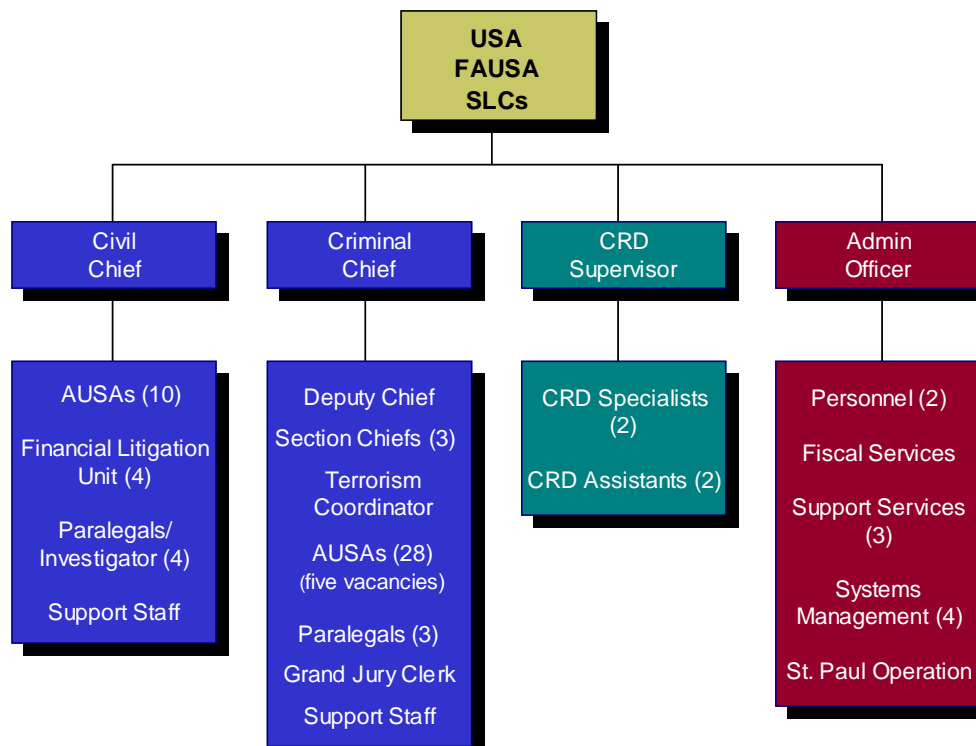 USA
FAUSA
SLCs
Civil
Chief
Criminal
Chief
CRD
Supervisor
Admin
Officer
AUSAs (10)
Financial Litigation
Unit (4)
Paralegals/
Investigator (4)
Support Staff
Deputy Chief
Section Chiefs (3)
Terrorism
Coordinator
AUSAs (28)
(five vacancies)
Paralegals (3)
Grand Jury Clerk
Support Staff
CRD Specialists
(2)
CRD Assistants (2)
Personnel (2)
Fiscal Services
Support Services
(3)
Systems
Management (4)
St. Paul Operation